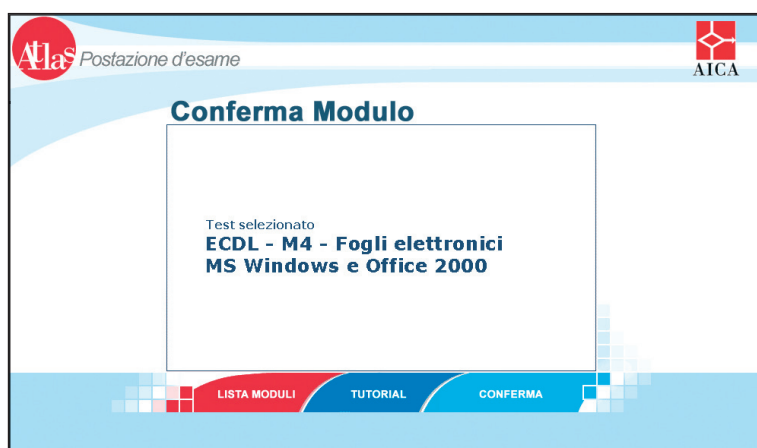 Atlas
Postazione d'esame
AICA
Conferma Modulo
Test selezionato
ECDL - M4 - Fogli elettronici
MS Windows e Office 2000
LISTA MODULI
TUTORIAL
CONFERMA